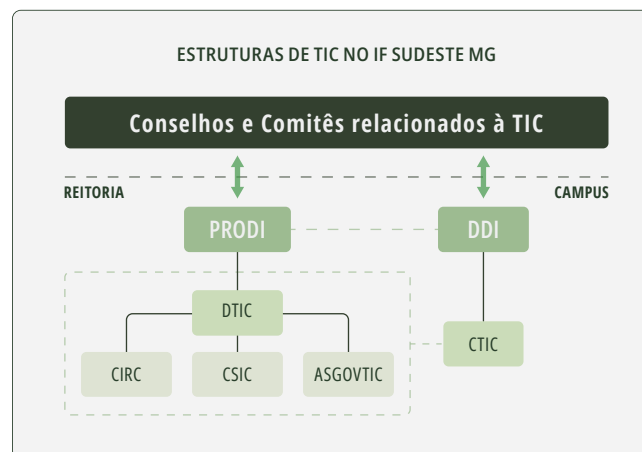 ESTRUTURAS DE TIC NO IF SUDESTE MG
Conselhos e Comitês relacionados à TIC
REITORIA
CAMPUS
PRODI
DDI
DTIC
CTIC
CIRC
CSIC
ASGOVTIC